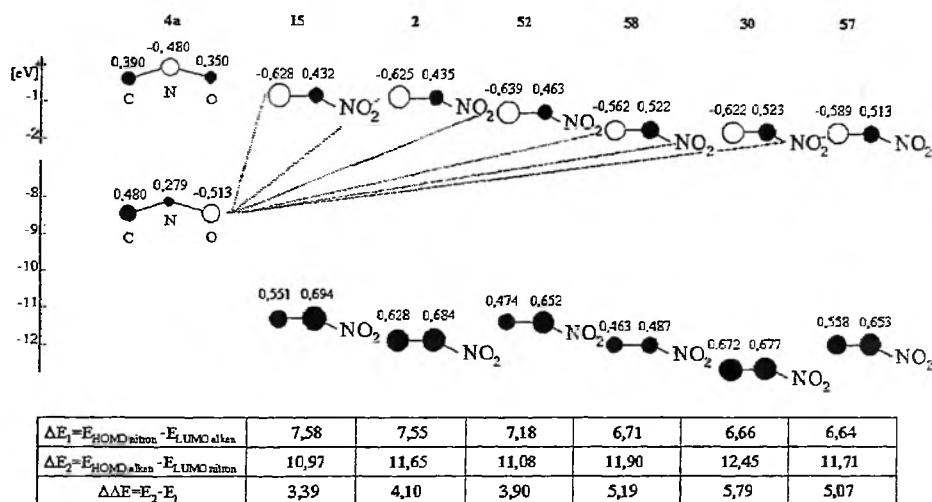 4a 15 2 52 58 30 57
[eV]
-0,480
0,390 0,350
C N O
-1
-0,628 0,432
NO2
-0,625 0,435
NO2
-0,639 0,463
NO2
-0,562 0,522
NO2
-0,622 0,523
NO2
-0,589 0,513
NO2
-2
-8
0,480 0,279 -0,513
C N O
-9
-10
-11
0,551 0,694
NO2
0,628 0,684
NO2
0,474 0,652
NO2
0,463 0,487
NO2
0,672 0,677
NO2
0,558 0,653
NO2
-12
ΔE1=EHOMO nitron -ELUMO alken 7,58 7,55 7,18 6,71 6,66 6,64
ΔE2=EHOMO alken -ELUMO nitron 10,97 11,65 11,08 11,90 12,45 11,71
ΔΔE=E2-E1 3,39 4,10 3,90 5,19 5,79 5,07